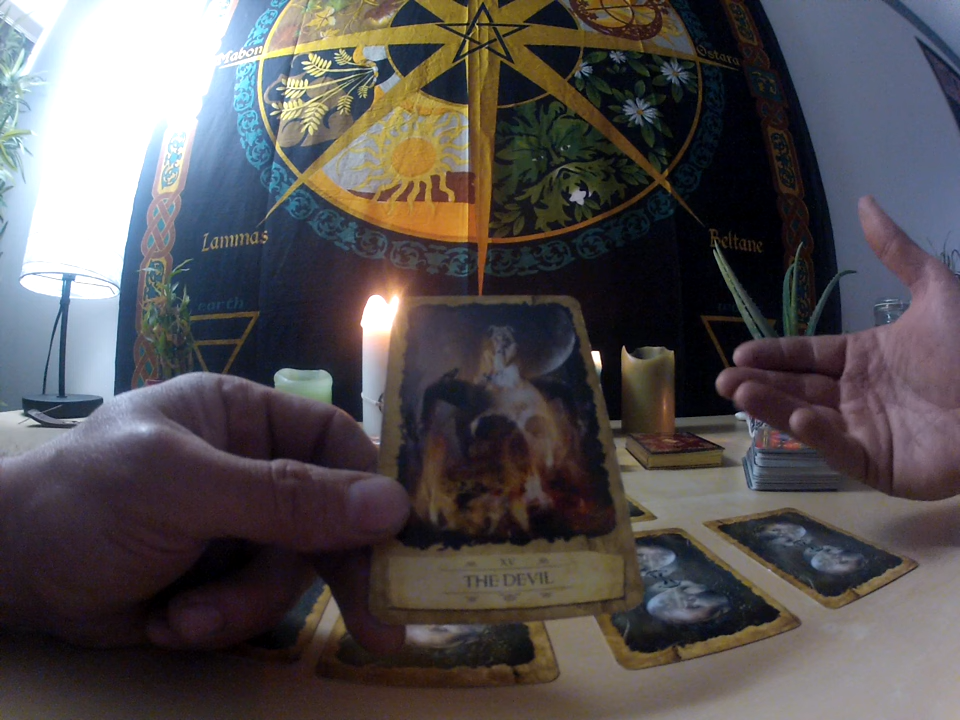 Mabon
Ostara
Lammas
Beltane
earth
XV
THE DEVIL